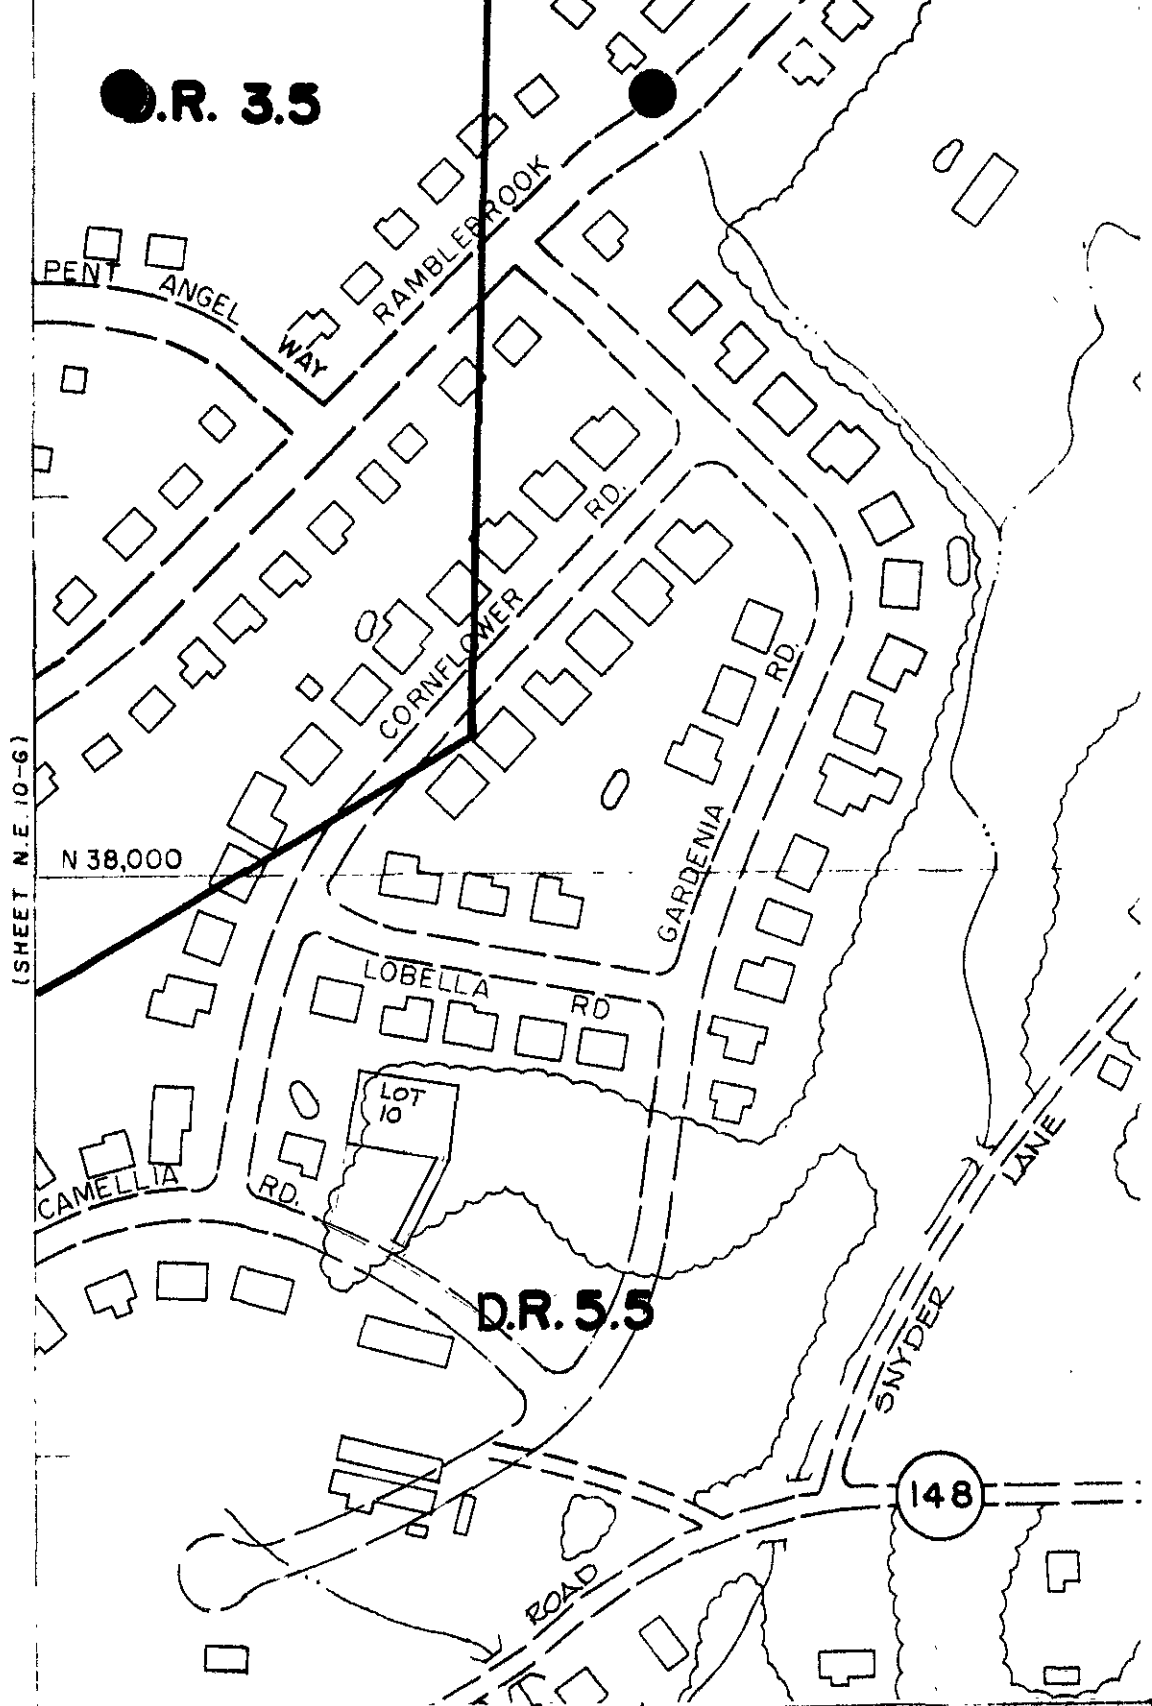 D.R. 3.5
RAMBLEBROOK
PENT ANGEL WAY
RD.
CORNFLOWER
RD.
(SHEET N.E. 10-G)
N 38,000
GARDENIA
LOBELLA RD
LOT
10
CAMELLIA RD.
LANE
SNYDER
D.R. 5.5
148
ROAD